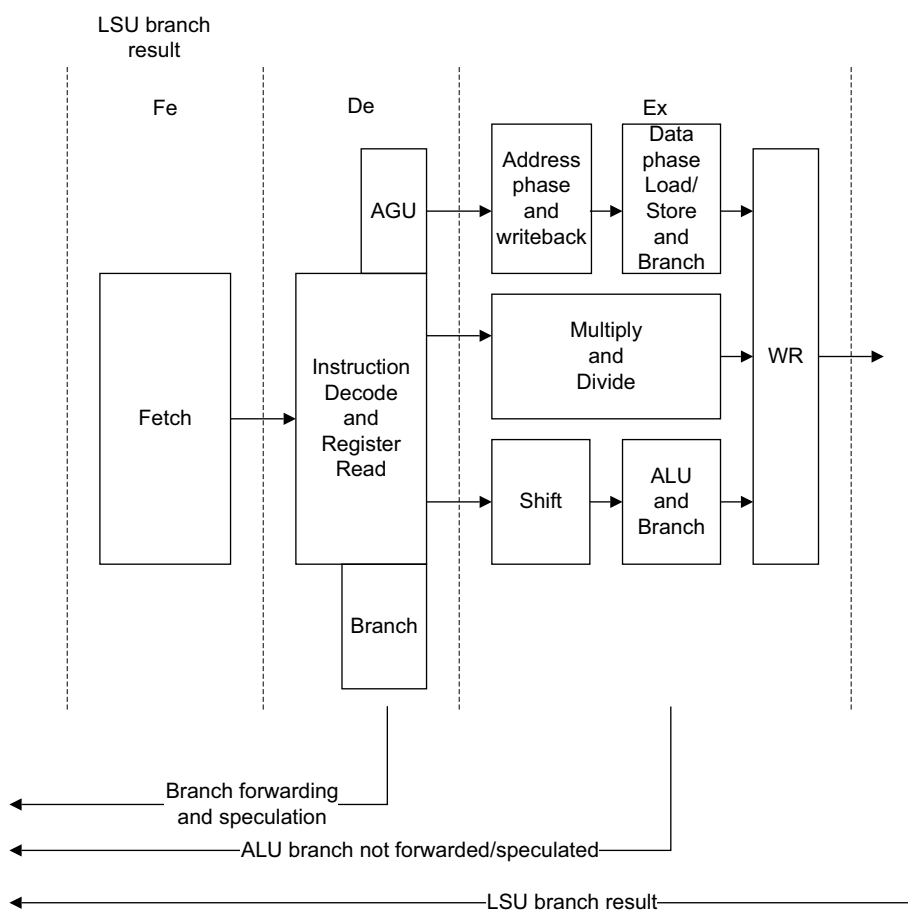 LSU branch
result
Fe
De
Ex
AGU
Address
phase
and
writeback
Data
phase
Load/
Store
and
Branch
Fetch
Instruction
Decode
and
Register
Read
Multiply
and
Divide
WR
Shift
ALU
and
Branch
Branch
Branch forwarding
and speculation
ALU branch not forwarded/speculated
LSU branch result